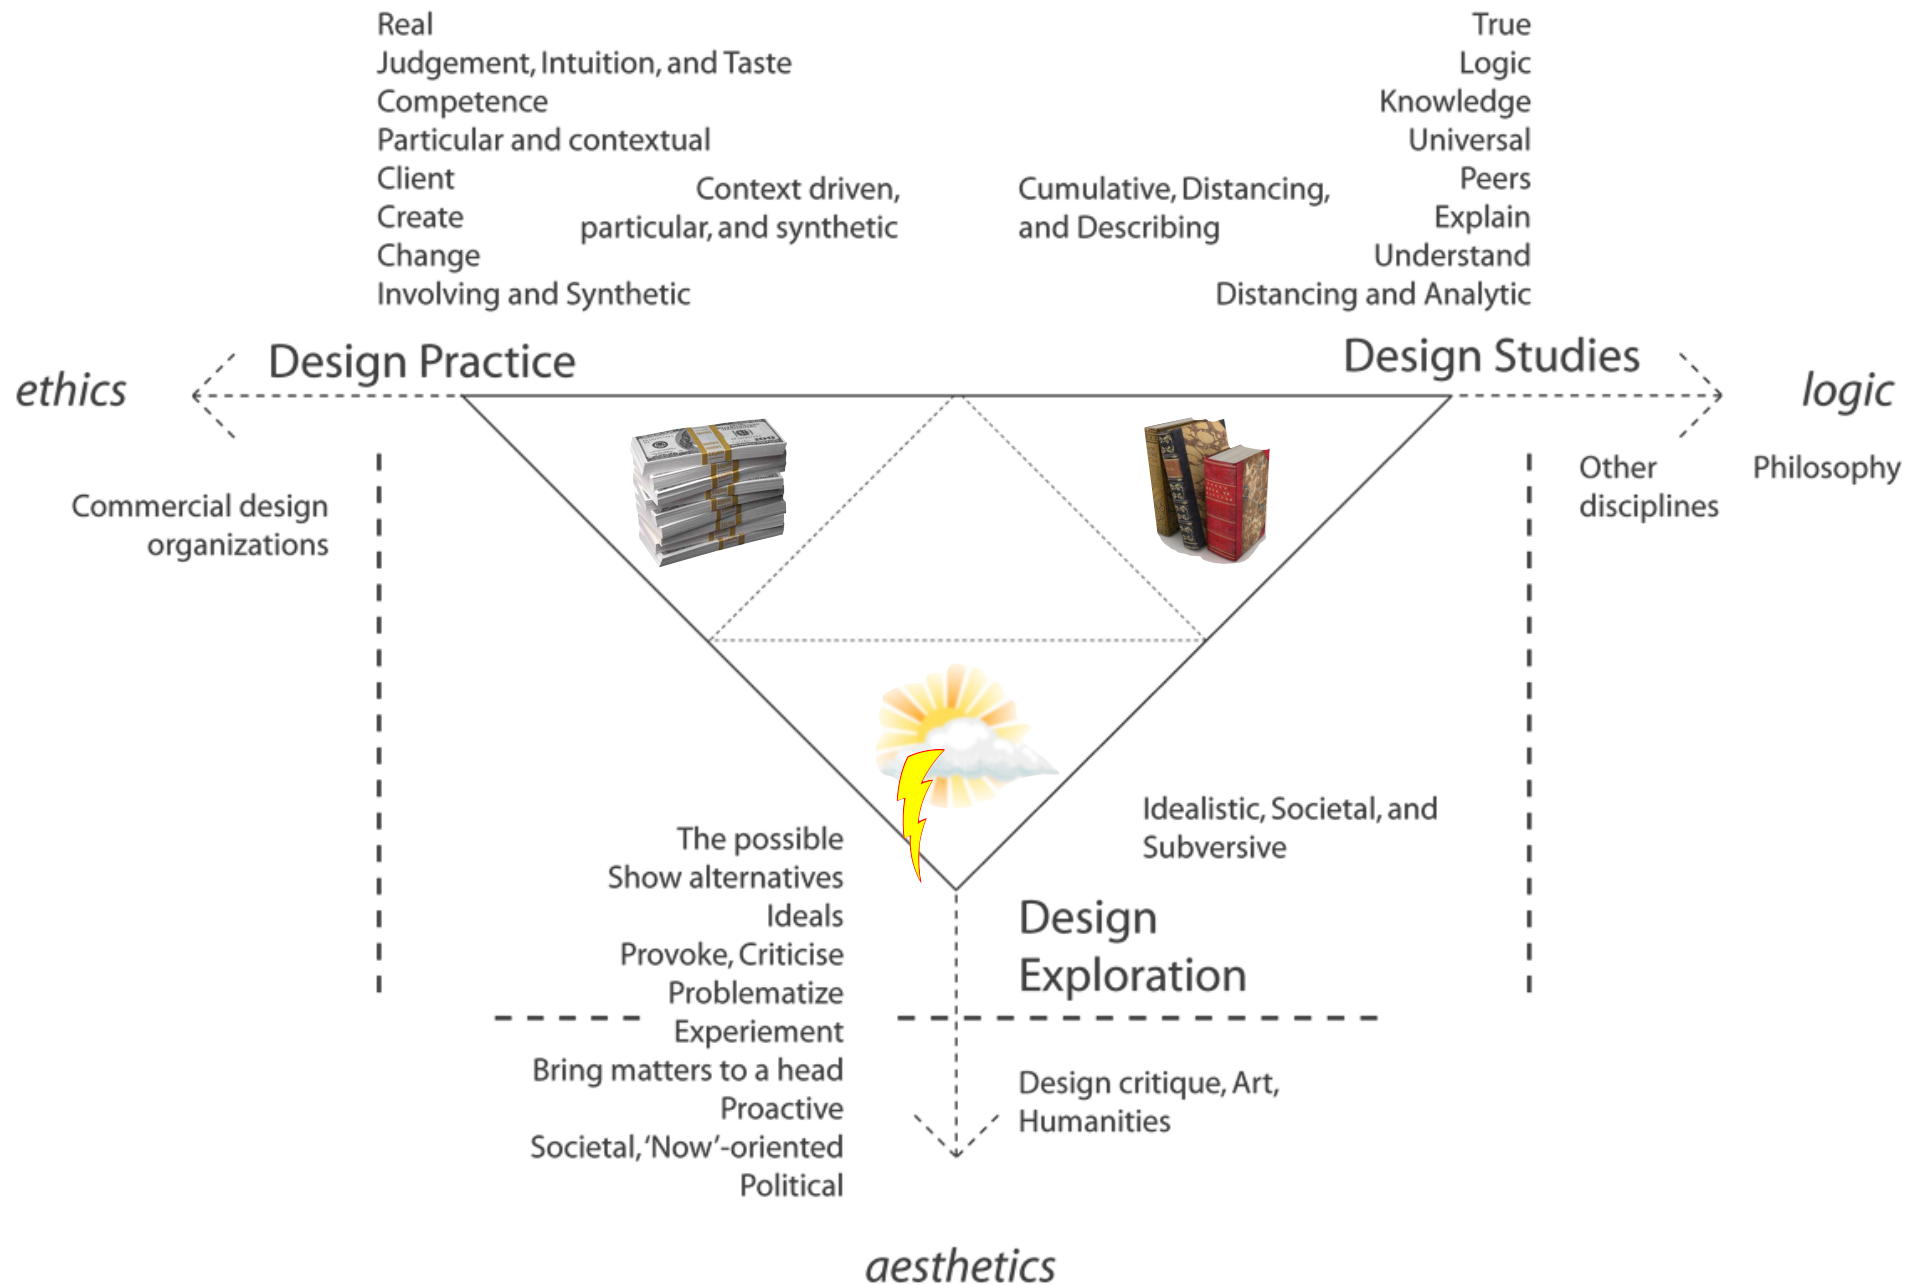 Real
Judgement, Intuition, and Taste
Competence
Particular and contextual
Client
Create
Change
Involving and Synthetic
Context driven,
particular, and synthetic
Cumulative, Distancing,
and Describing
True
Logic
Knowledge
Universal
Peers
Explain
Understand
Distancing and Analytic
ethics
Design Practice
Design Studies
logic
Commercial design
organizations
Other
disciplines
Philosophy
The possible
Show alternatives
Ideals
Provoke, Criticise
Problematize
Experiement
Bring matters to a head
Proactive
Societal, ‘Now’-oriented
Political
Idealistic, Societal, and
Subversive
Design
Exploration
Design critique, Art,
Humanities
aesthetics